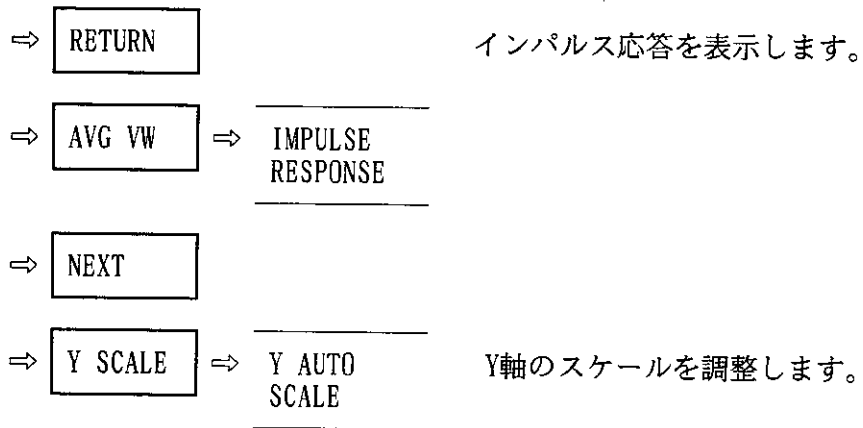 ⇨ RETURN インパルス応答を表示します。
⇨ AVG VW ⇨ IMPULSE
RESPONSE
⇨ NEXT
⇨ Y SCALE ⇨ Y AUTO Y軸のスケールを調整します。
SCALE